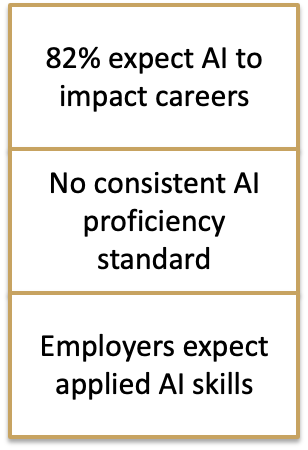 82% expect AI to
impact careers
No consistent AI
proficiency
standard
Employers expect
applied AI skills